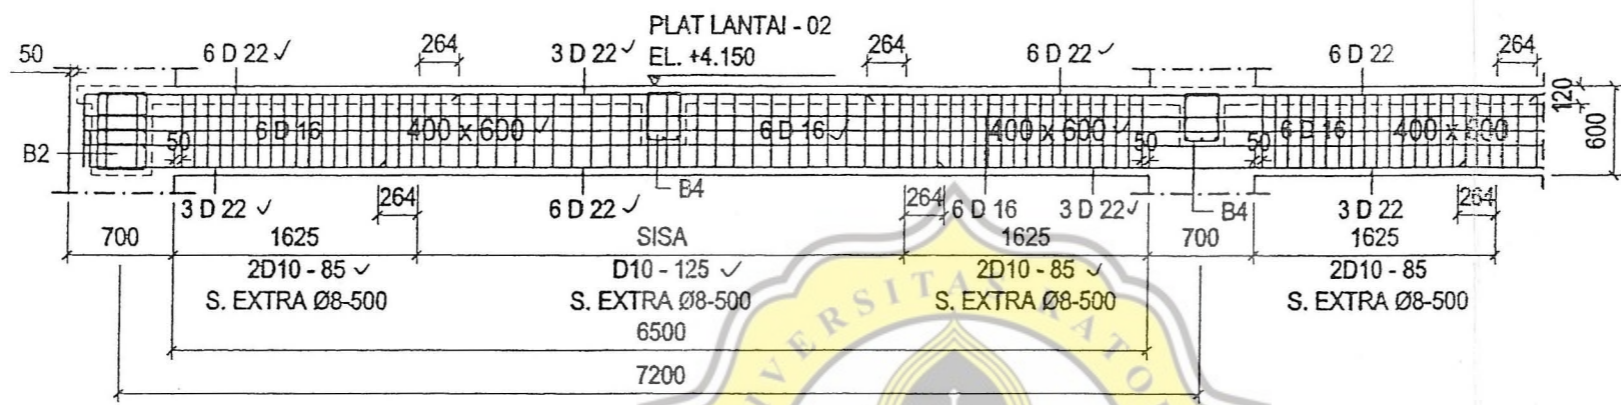 PLAT LANTAI - 02
50 6 D 22 ✓ 264 3 D 22 ✓ EL. +4.150 264 6 D 22 ✓ 6 D 22 264
120
6 D 16 400 x 600 ✓ 6 D 16 ✓ 400 x 600 ✓ 6 D 16 400 x 600
50 50 50 600
B2
B4 B4
3 D 22 ✓ 264 6 D 22 ✓ 264 6 D 16 3 D 22 ✓ 3 D 22 264
700 1625 SISA 1625 700 1625
2D10 - 85 ✓ D10 - 125 ✓ 2D10 - 85 ✓ 2D10 - 85
S. EXTRA Ø8-500 S. EXTRA Ø8-500 S. EXTRA Ø8-500 S. EXTRA Ø8-500
6500
7200
VERSITAS KATO